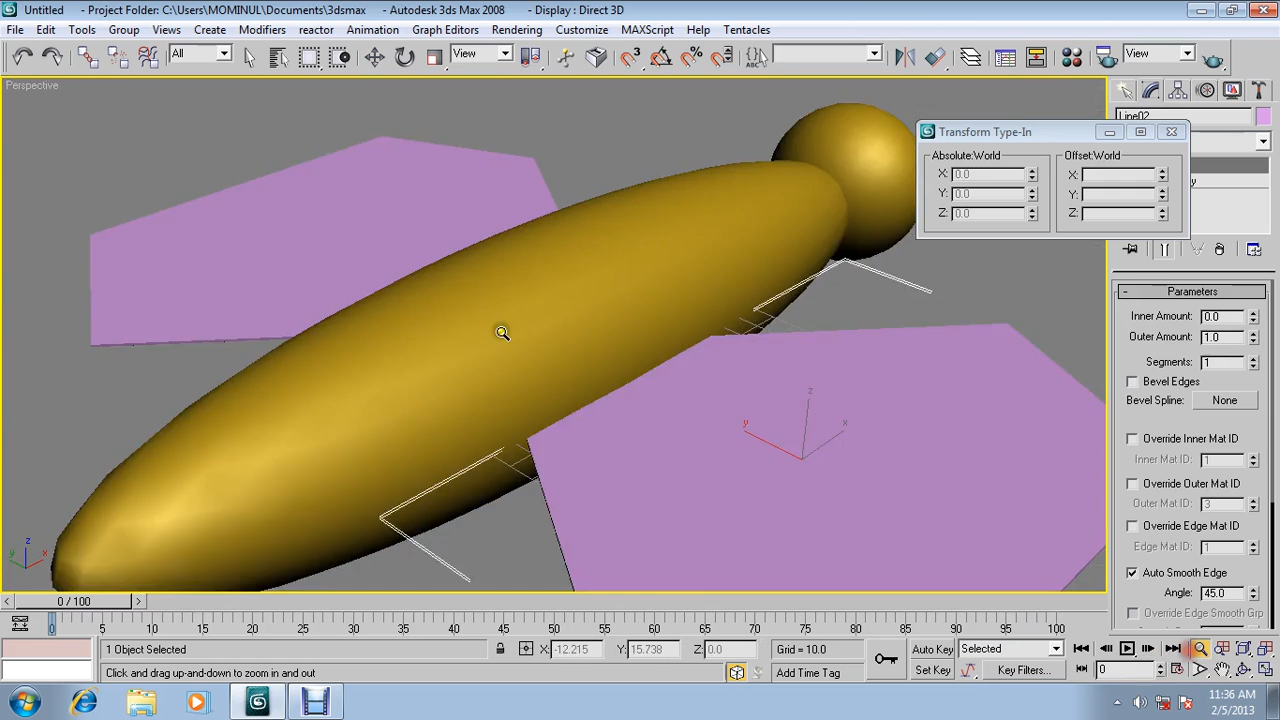 Untitled - Project Folder: C:\Users\MOMINUL\Documents\3dsmax - Autodesk 3ds Max 2008 - Display : Direct 3D
File Edit Tools Group Views Create Modifiers reactor Animation Graph Editors Rendering Customize MAXScript Help Tentacles
All View 3 % ABC View
Perspective
Line02
Transform Type-In
Absolute:World Offset:World
X: 0.0 X:
Y: 0.0 Y:
Z: 0.0 Z:
- Parameters
Inner Amount: 0.0
Outer Amount: 1.0
Segments: 1
Bevel Edges
Bevel Spline: None
Override Inner Mat ID
Inner Mat ID: 1
Override Outer Mat ID
Outer Mat ID: 3
Override Edge Mat ID
Edge Mat ID: 1
Auto Smooth Edge
Angle: 45.0
Override Edge Smooth Grp
z
y x
z
y x
< 0 / 100 >
0 5 10 15 20 25 30 35 40 45 50 55 60 65 70 75 80 85 90 95 100
1 Object Selected X: -12.215 Y: 15.738 Z: 0.0 Grid = 10.0 Auto Key Selected
Click and drag up-and-down to zoom in and out Add Time Tag Set Key Key Filters... 0
11:36 AM
2/5/2013